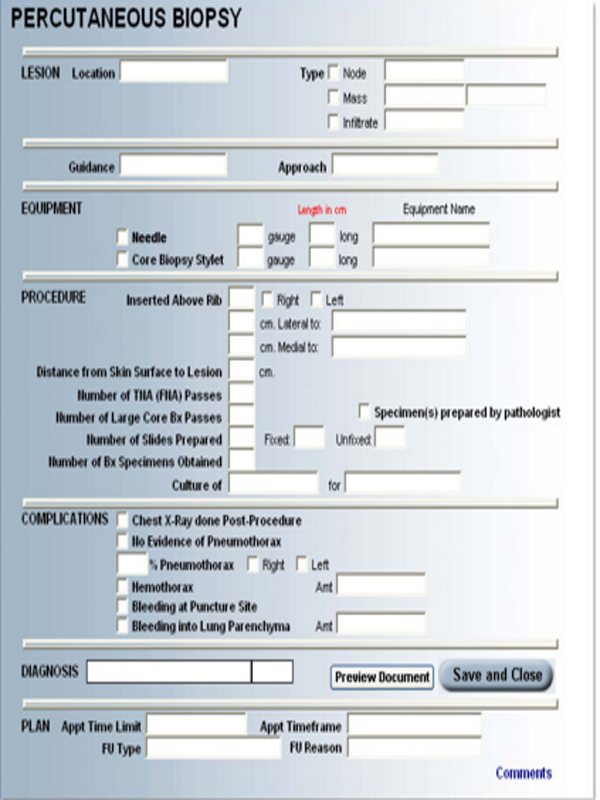 PERCUTANEOUS BIOPSY
LESION Location Type Node
Mass
Infiltrate
Guidance Approach
EQUIPMENT Length in cm Equipment Name
Needle gauge long
Core Biopsy Stylet gauge long
PROCEDURE Inserted Above Rib Right Left
cm. Lateral to:
cm. Medial to:
Distance from Skin Surface to Lesion cm.
Number of TIIA (FIIA) Passes
Number of Large Core Bx Passes Specimen(s) prepared by pathologist
Number of Slides Prepared Fixed: Unfixed:
Number of Bx Specimens Obtained
Culture of for
COMPLICATIONS Chest X-Ray done Post-Procedure
No Evidence of Pneumothorax
% Pneumothorax Right Left
Hemothorax Amt
Bleeding at Puncture Site
Bleeding into Lung Parenchyma Amt
DIAGNOSIS Preview Document Save and Close
PLAN Appt Time Limit Appt Timeframe
FU Type FU Reason
Comments